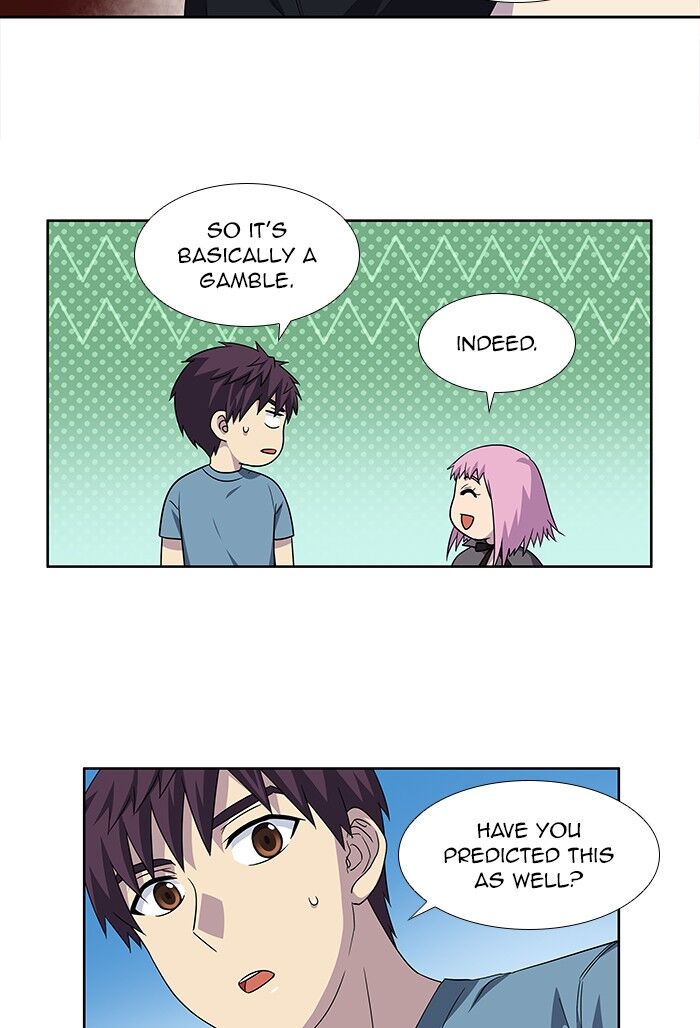 SO IT'S
BASICALLY A
GAMBLE.
INDEED.
HAVE YOU
PREDICTED THIS
AS WELL?